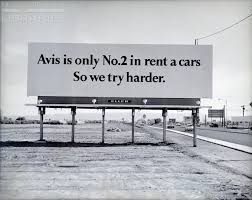 Avis is only No.2 in rent a cars
So we try harder.